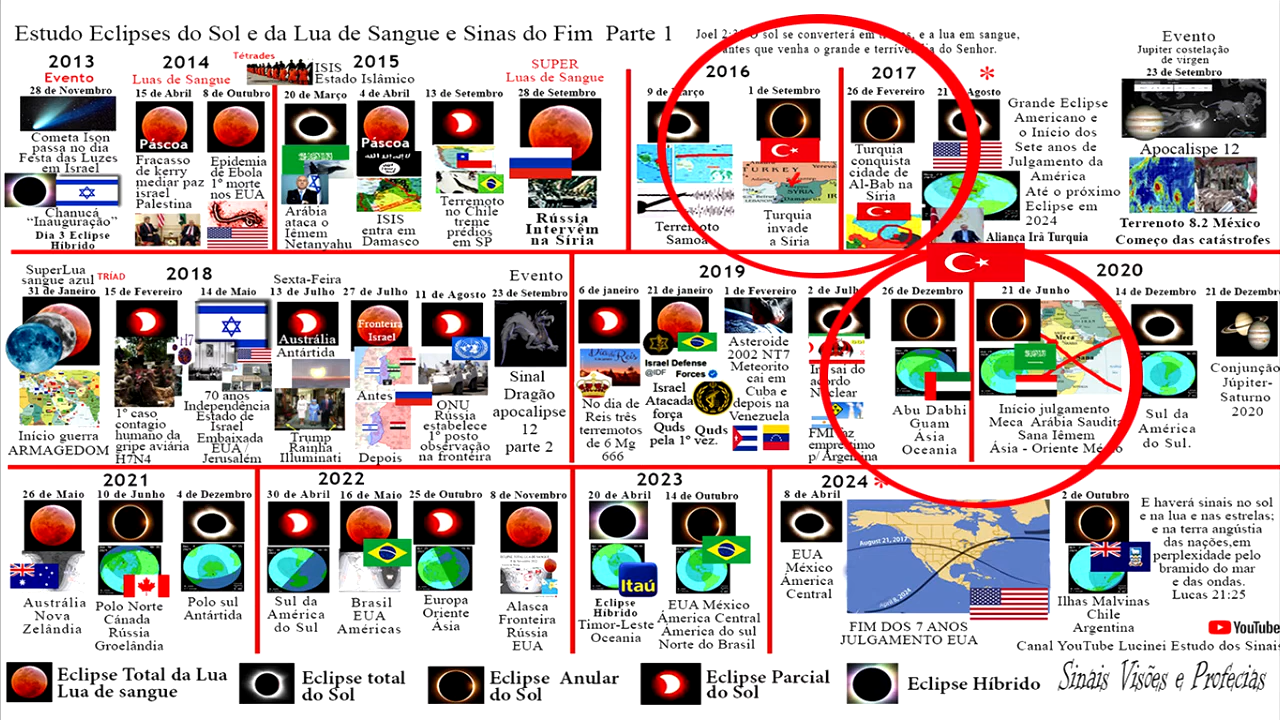 Estudo Eclipses do Sol e da Lua de Sangue e Sinas do Fim Parte 1
Joel 2:31 O sol se converterá em trevas, e a lua em sangue,
antes que venha o grande e terrível dia do Senhor.
2013
Evento
28 de Novembro
Cometa Ison
passa no dia
Festa das Luzes
em Israel
Chanucá
"Inauguração"
Dia 3 Eclipse
Híbrido
2014
Luas de Sangue
Tétrades
15 de Abril
Páscoa
Fracasso
de kerry
mediar paz
israel
Palestina
8 de Outubro
Epidemia
de Ebola
1º morte
nos EUA
ISIS
Estado Islâmico
2015
20 de Março
Arábia
ataca o
Iêmem
Netanyahu
4 de Abril
Páscoa
ISIS
entra em
Damasco
13 de Setembro
Terremoto
no Chile
treme
prédios
em SP
SUPER
Luas de Sangue
28 de Setembro
Rússia
Intervêm
na Síria
2016
9 de Março
Terremoto
Samoa
1 de Setembro
TURKEY
SYRIA
Damascus
Turquia
invade
a Síria
2017
26 de Fevereiro
Turquia
conquista
cidade de
Al-Bab na
Síria
*
21 de Agosto
Grande Eclipse
Americano e
o Início dos
Sete anos de
Julgamento da
América
Até o próximo
Eclipse em
2024
Aliança Irã Turquia
Evento
Jupiter costelação
de virgen
23 de Setembro
Apocalispe 12
Terrenoto 8.2 México
Começo das catástrofes
SuperLua
sangue azul
TRÍAD
2018
31 de Janeiro
Início guerra
ARMAGEDOM
15 de Fevereiro
1º caso
contagio
humano da
gripe aviária
H7N4
14 de Maio
70 anos
Independência
Estado de
Israel
Embaixada
EUA /
Jerusalém
Sexta-Feira
13 de Julho
Austrália
Antártida
Trump
Rainha
Illuminati
27 de Julho
Fronteira
Israel
Antes
Depois
11 de Agosto
ONU
Rússia
estabelece
1º posto
observação
na fronteira
Evento
23 de Setembro
Sinal
Dragão
apocalipse
12
parte 2
2019
6 de janeiro
Dia de Reis
No dia de
Reis três
terremotos
de 6 Mg
666
21 de janeiro
Israel Defense
Forces
@IDF
Israel
Atacada
força
Quds
pela 1º vez.
Quds
1 de Fevereiro
Asteroide
2002 NT7
Meteorito
cai em
Cuba e
depois na
Venezuela
2 de Julho
Irã sai do
acordo
Nuclear
FMI faz
empréstimo
p/ Argentina
26 de Dezembro
Abu Dabhi
Guam
Ásia
Oceania
2020
21 de Junho
Meca
Início julgamento
Meca Arábia Saudita
Sana Iêmem
Ásia - Oriente Médio
14 de Dezembro
Sul da
América
do Sul.
21 de Dezembro
Conjunção
Júpiter-
Saturno
2020
2021
26 de Maio
Austrália
Nova
Zelândia
10 de Junho
Polo Norte
Cánada
Rússia
Groelândia
4 de Dezembro
Polo sul
Antártida
2022
30 de Abril
Sul da
América
do Sul
16 de Maio
Brasil
EUA
Américas
25 de Outubro
Europa
Oriente
Ásia
8 de Novembro
Alasca
Fronteira
Rússia
EUA
2023
20 de Abril
Itaú
Eclipse
Híbrido
Timor-Leste
Oceania
14 de Outubro
EUA México
América Central
América do sul
Norte do Brasil
2024 *
8 de Abril
EUA
México
América
Central
August 21, 2017
April 8, 2024
FIM DOS 7 ANOS
JULGAMENTO EUA
2 de Outubro
Ilhas Malvinas
Chile
Argentina
E haverá sinais no sol
e na lua e nas estrelas;
e na terra angústia
das nações,em
perplexidade pelo
bramido do mar
e das ondas.
Lucas 21:25
YouTube
Canal YouTube Lucinei Estudo dos Sinais
Eclipse Total da Lua
Lua de sangue
Eclipse total
do Sol
Eclipse Anular
do Sol
Eclipse Parcial
do Sol
Eclipse Híbrido
Sinais Visões e Profecias